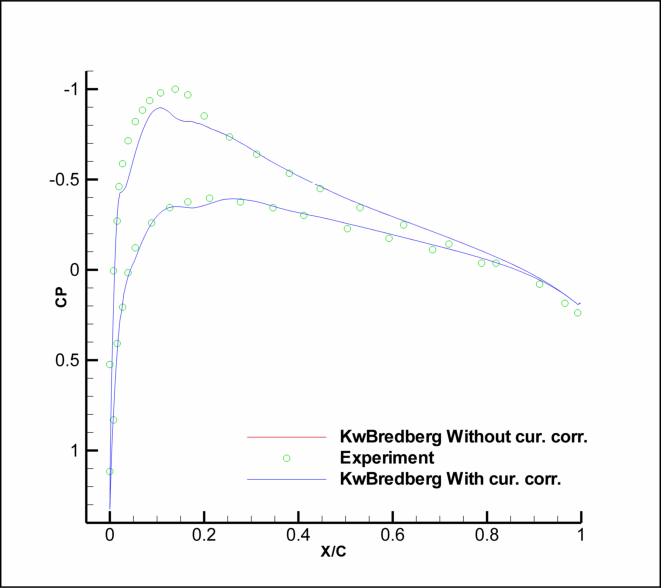 -1
-0.5
0
0.5
1
CP
KwBredberg Without cur. corr.
Experiment
KwBredberg With cur. corr.
0 0.2 0.4 0.6 0.8 1
X/C